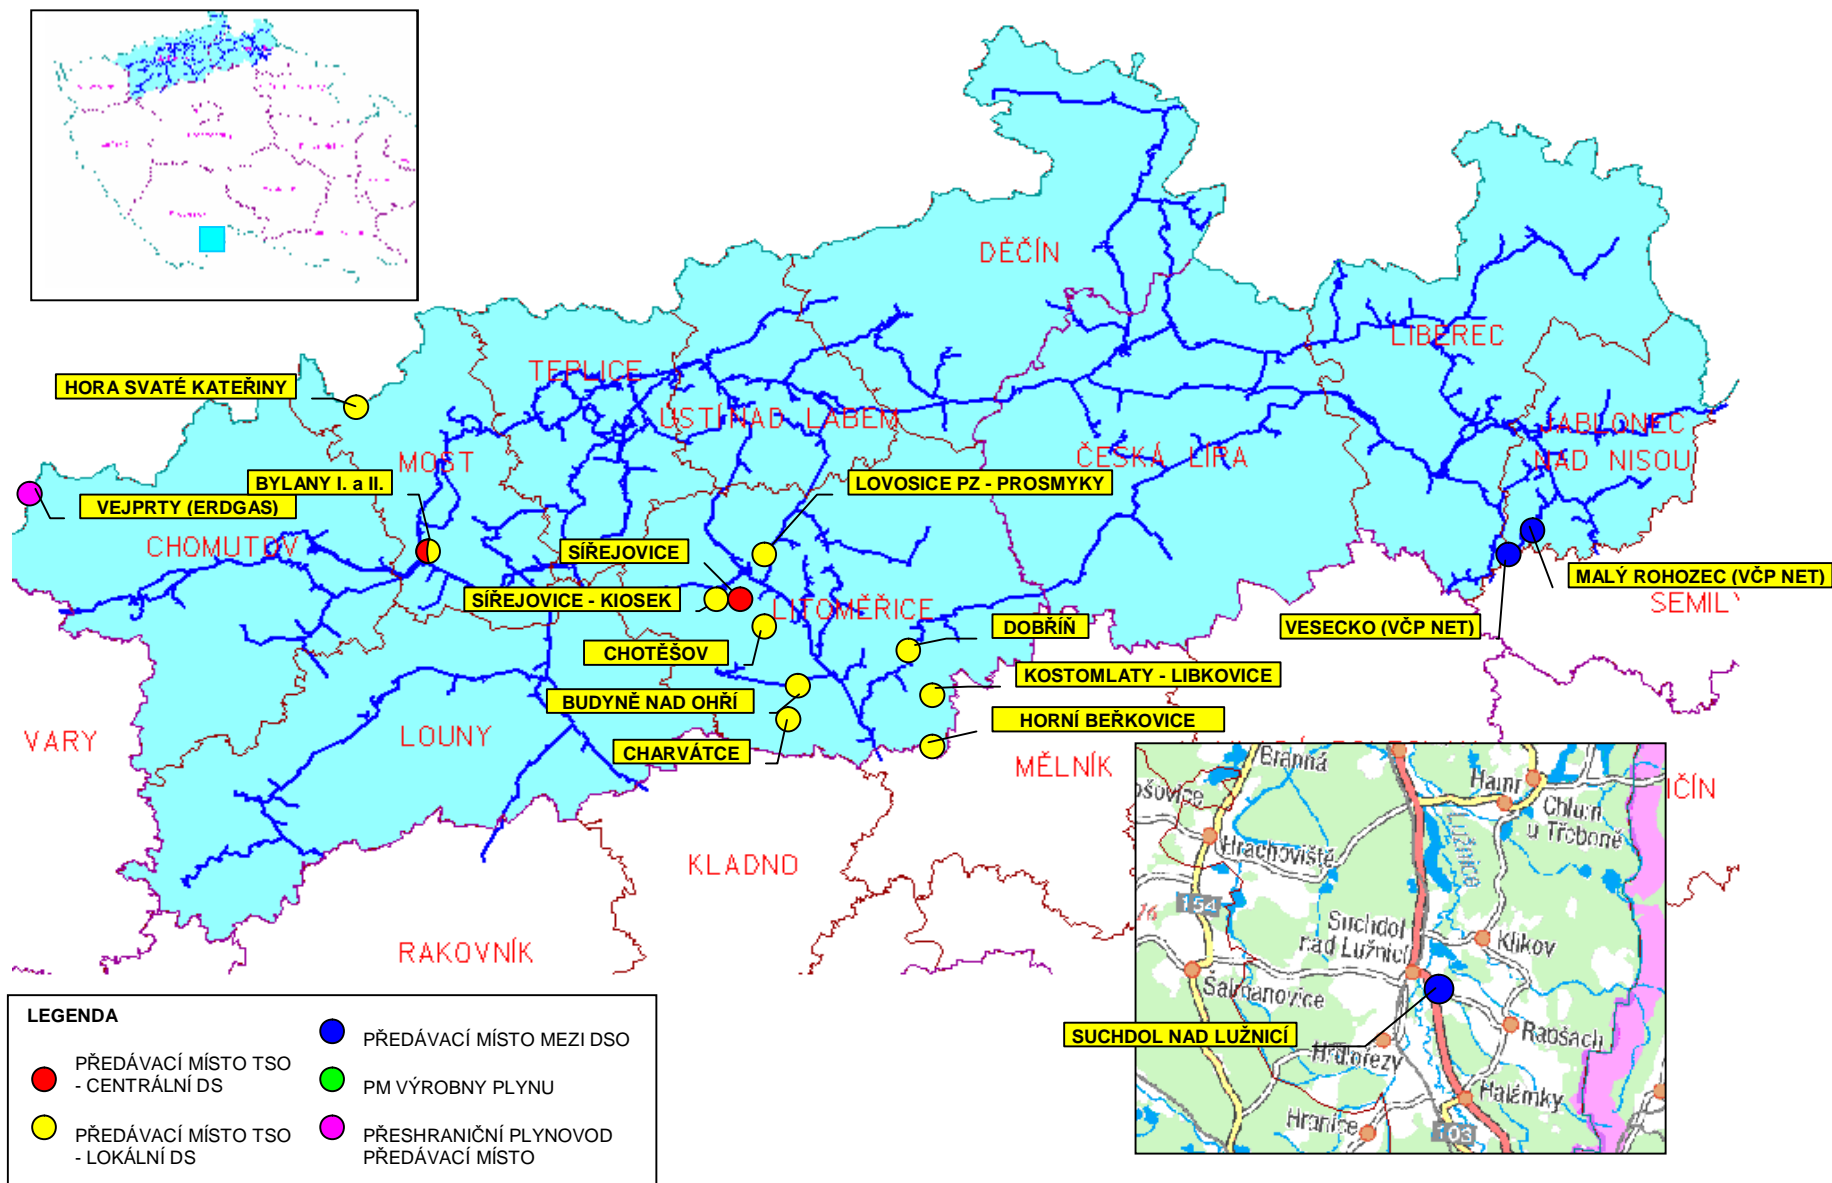 DĚČÍN
LIBEREC
TEPLICE
HORA SVATÉ KATEŘINY
ÚSTÍ NAD LABEM
JABLONEC
NAD NISOU
ČESKÁ LÍPA
MOST
BYLANY I. a II.
LOVOSICE PZ - PROSMYKY
VEJPRTY (ERDGAS)
CHOMUTOV
SÍŘEJOVICE
MALÝ ROHOZEC (VČP NET)
SÍŘEJOVICE - KIOSEK
LITOMĚŘICE
SEMILY
DOBŘÍŇ
VESECKO (VČP NET)
CHOTĚŠOV
KOSTOMLATY - LIBKOVICE
BUDYNĚ NAD OHŘÍ
HORNÍ BEŘKOVICE
VARY
LOUNY
CHARVÁTCE
MĚLNÍK
IČÍN
KLADNO
RAKOVNÍK
Branná
Hamr
ošovice
Chlum
u Třeboně
Lužnice
Hrachoviště
154
Suchdol
nad Lužnicí
Klikov
Šalmanovice
Rapšach
SUCHDOL NAD LUŽNICÍ
Hrdlořezy
Halámky
Hranice
103
LEGENDA
PŘEDÁVACÍ MÍSTO TSO
- CENTRÁLNÍ DS
PŘEDÁVACÍ MÍSTO TSO
- LOKÁLNÍ DS
PŘEDÁVACÍ MÍSTO MEZI DSO
PM VÝROBNY PLYNU
PŘESHRANIČNÍ PLYNOVOD
PŘEDÁVACÍ MÍSTO